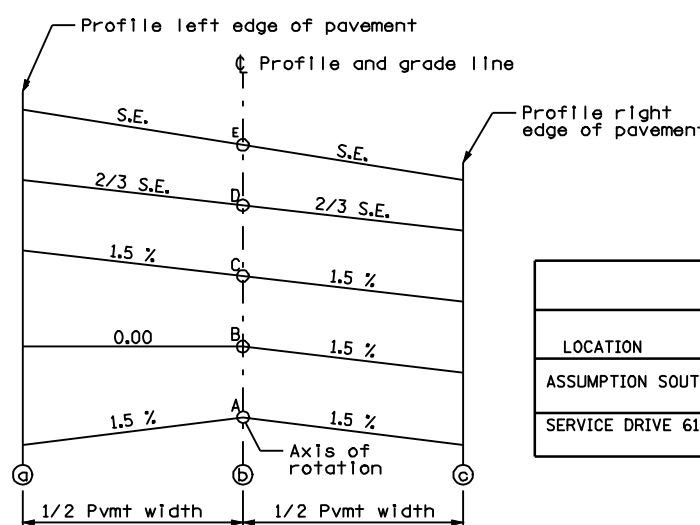 Profile left edge of pavement
℄ Profile and grade line
Profile right
edge of pavement
S.E.
E
S.E.
2/3 S.E.
D
2/3 S.E.
1.5 %
C
1.5 %
0.00
B
1.5 %
1.5 %
A
1.5 %
Axis of
rotation
a
b
c
1/2 Pvmt width
1/2 Pvmt width
LOCATION
ASSUMPTION SOUT
SERVICE DRIVE 61